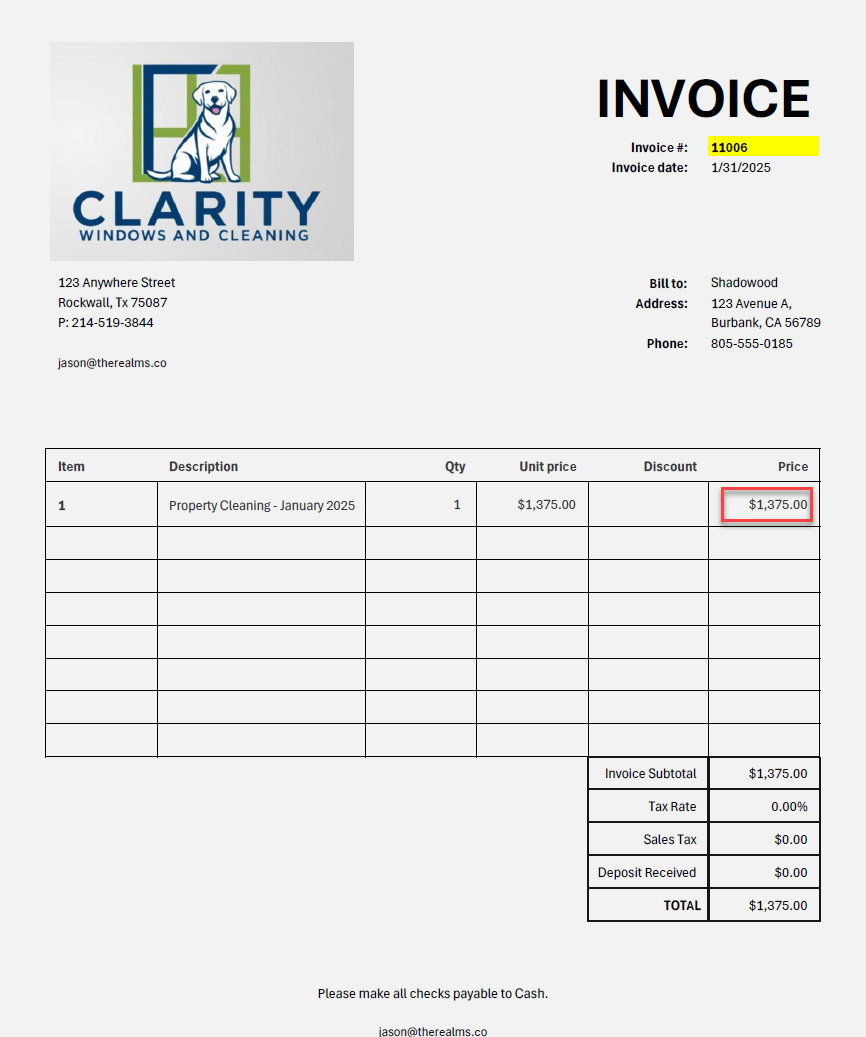 CLARITY
WINDOWS AND CLEANING
INVOICE
Invoice #: 11006
Invoice date: 1/31/2025
123 Anywhere Street
Rockwall, Tx 75087
P: 214-519-3844
jason@therealms.co
Bill to: Shadowood
Address: 123 Avenue A,
Burbank, CA 56789
Phone: 805-555-0185
Item Description Qty Unit price Discount Price
1 Property Cleaning - January 2025 1 $1,375.00 $1,375.00
Invoice Subtotal $1,375.00
Tax Rate 0.00%
Sales Tax $0.00
Deposit Received $0.00
TOTAL $1,375.00
Please make all checks payable to Cash.
jason@therealms.co